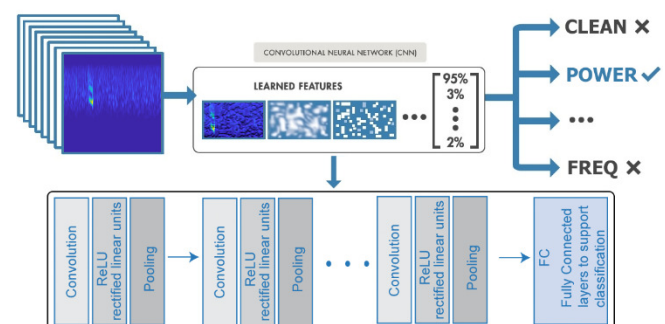 CLEAN ✕
CONVOLUTIONAL NEURAL NETWORK (CNN)
POWER ✓
LEARNED FEATURES
95%
3%
2%
•••
FREQ ✕
Convolution
ReLU
rectified linear units
Pooling
Convolution
ReLU
rectified linear units
Pooling
Convolution
ReLU
rectified linear units
Pooling
FC
Fully Connected
layers to support
classification